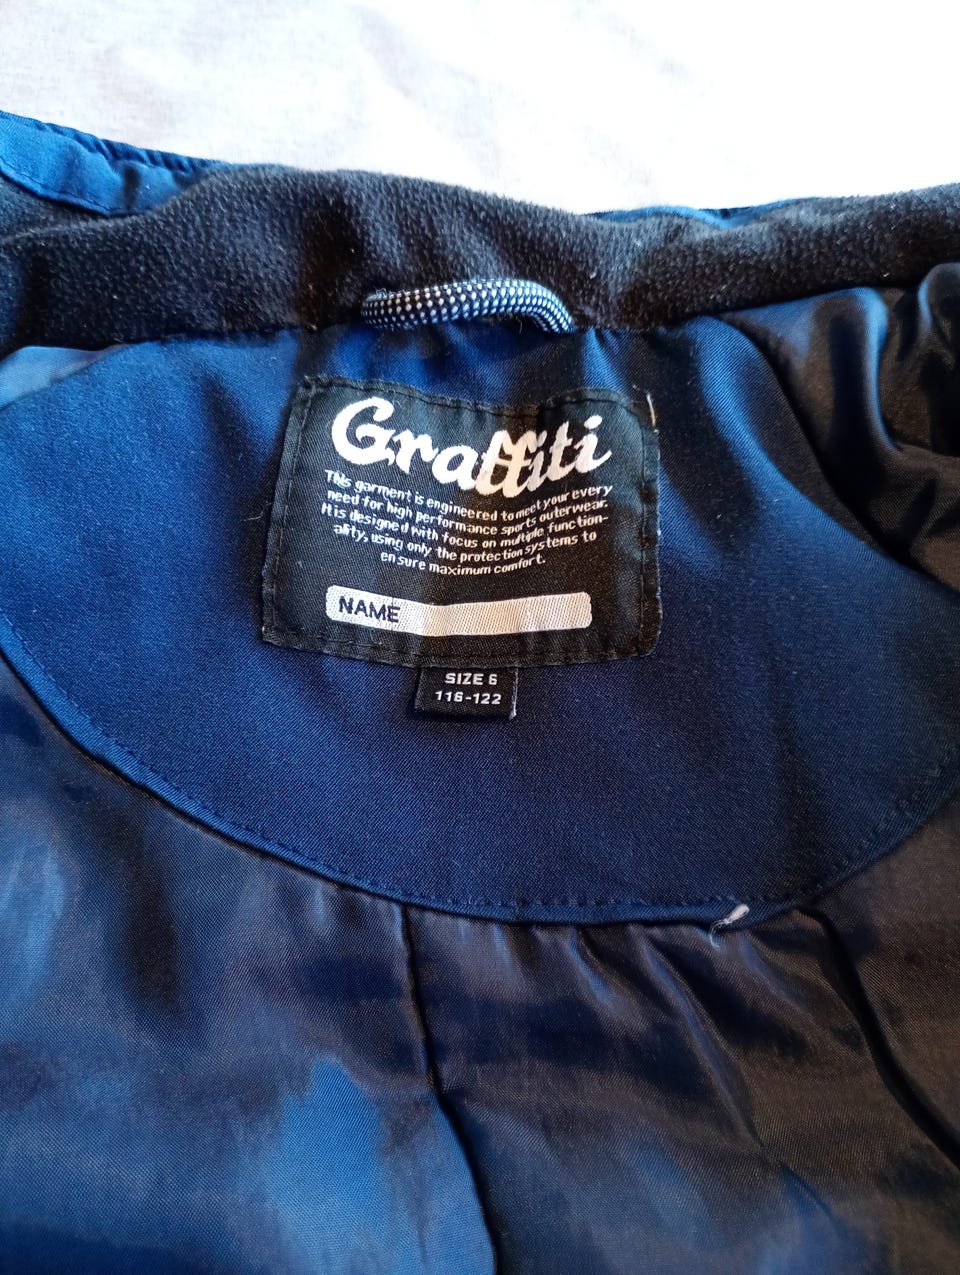 Graffiti
This garment is engineered to meet your every
need for high performance sports outerwear.
It is designed with focus on multiple function-
ality, using only the protection systems to
ensure maximum comfort.
NAME
SIZE 6
116-122